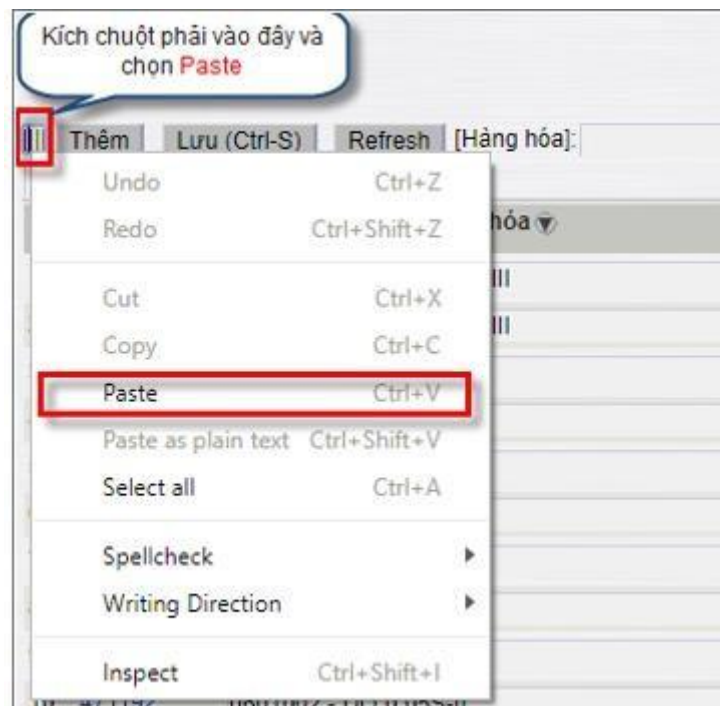 Kích chuột phải vào đây và
chọn Paste
Thêm Lưu (Ctrl-S) Refresh [Hàng hóa]:
Undo Ctrl+Z
Redo Ctrl+Shift+Z
hóa
Cut Ctrl+X
III
Copy Ctrl+C
III
Paste Ctrl+V
Paste as plain text Ctrl+Shift+V
Select all Ctrl+A
Spellcheck
Writing Direction
Inspect Ctrl+Shift+I